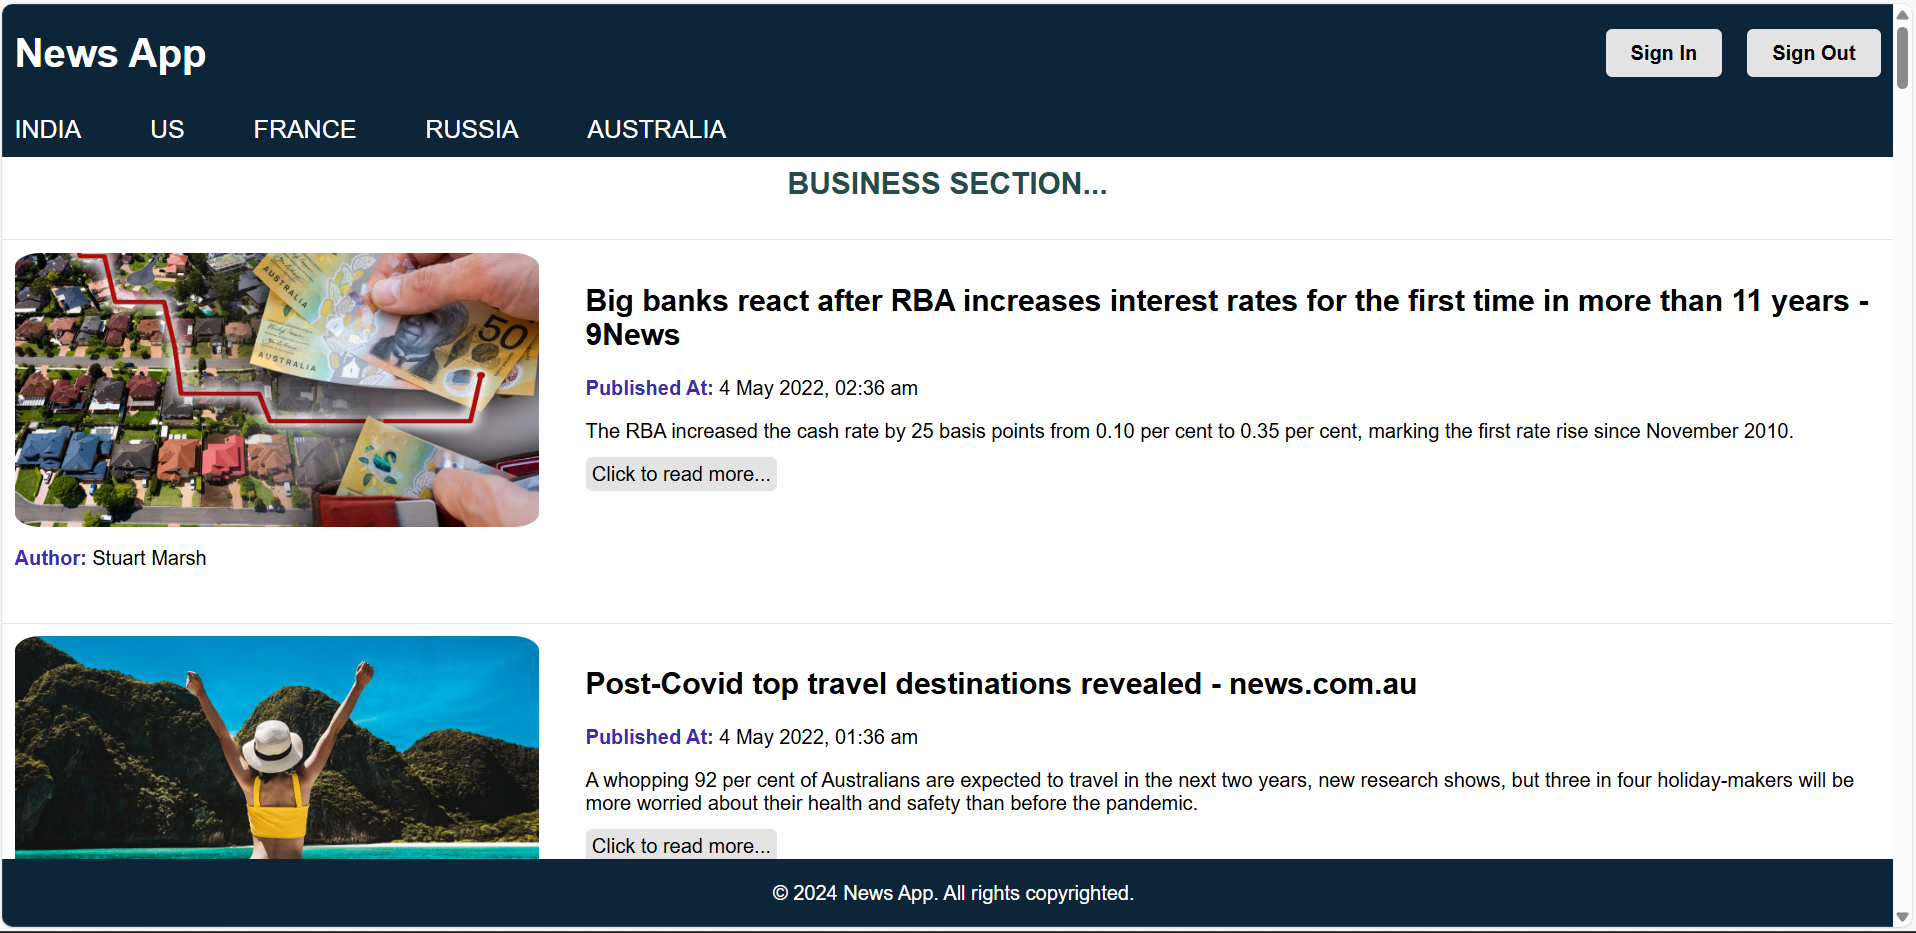 News App
Sign In
Sign Out
INDIA
US
FRANCE
RUSSIA
AUSTRALIA
BUSINESS SECTION...
AUSTRALIA
50
AUSTRALIA
Big banks react after RBA increases interest rates for the first time in more than 11 years -
9News
Published At: 4 May 2022, 02:36 am
The RBA increased the cash rate by 25 basis points from 0.10 per cent to 0.35 per cent, marking the first rate rise since November 2010.
Click to read more...
Author: Stuart Marsh
Post-Covid top travel destinations revealed - news.com.au
Published At: 4 May 2022, 01:36 am
A whopping 92 per cent of Australians are expected to travel in the next two years, new research shows, but three in four holiday-makers will be
more worried about their health and safety than before the pandemic.
Click to read more...
© 2024 News App. All rights copyrighted.